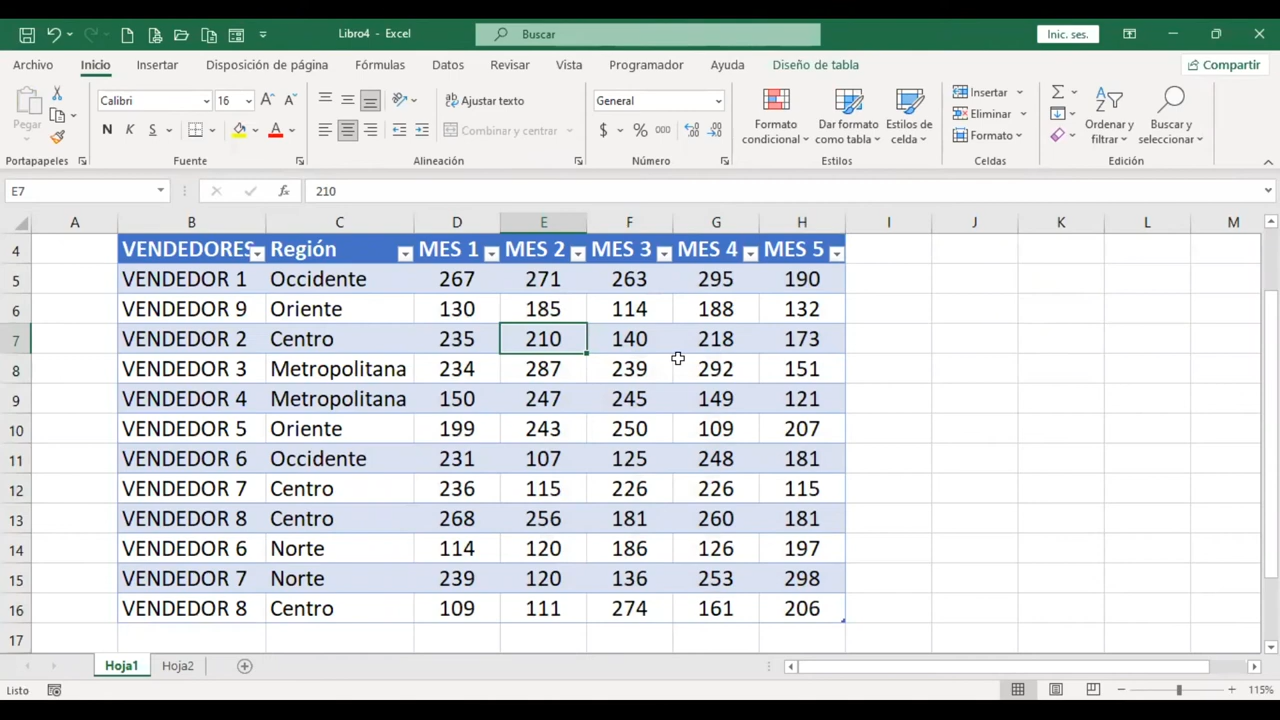 Libro4 - Excel
Buscar
Inic. ses.
Archivo Inicio Insertar Disposición de página Fórmulas Datos Revisar Vista Programador Ayuda Diseño de tabla Compartir
Pegar
Calibri 16
N K S
Ajustar texto
Combinar y centrar
General
$ % 000
Formato condicional
Dar formato como tabla
Estilos de celda
Insertar
Eliminar
Formato
Ordenar y filtrar
Buscar y seleccionar
Portapapeles Fuente Alineación Número Estilos Celdas Edición
E7 fx 210
A B C D E F G H I J K L M
4 VENDEDORES Región MES 1 MES 2 MES 3 MES 4 MES 5
5 VENDEDOR 1 Occidente 267 271 263 295 190
6 VENDEDOR 9 Oriente 130 185 114 188 132
7 VENDEDOR 2 Centro 235 210 140 218 173
8 VENDEDOR 3 Metropolitana 234 287 239 292 151
9 VENDEDOR 4 Metropolitana 150 247 245 149 121
10 VENDEDOR 5 Oriente 199 243 250 109 207
11 VENDEDOR 6 Occidente 231 107 125 248 181
12 VENDEDOR 7 Centro 236 115 226 226 115
13 VENDEDOR 8 Centro 268 256 181 260 181
14 VENDEDOR 6 Norte 114 120 186 126 197
15 VENDEDOR 7 Norte 239 120 136 253 298
16 VENDEDOR 8 Centro 109 111 274 161 206
17
Hoja1 Hoja2
Listo 115%